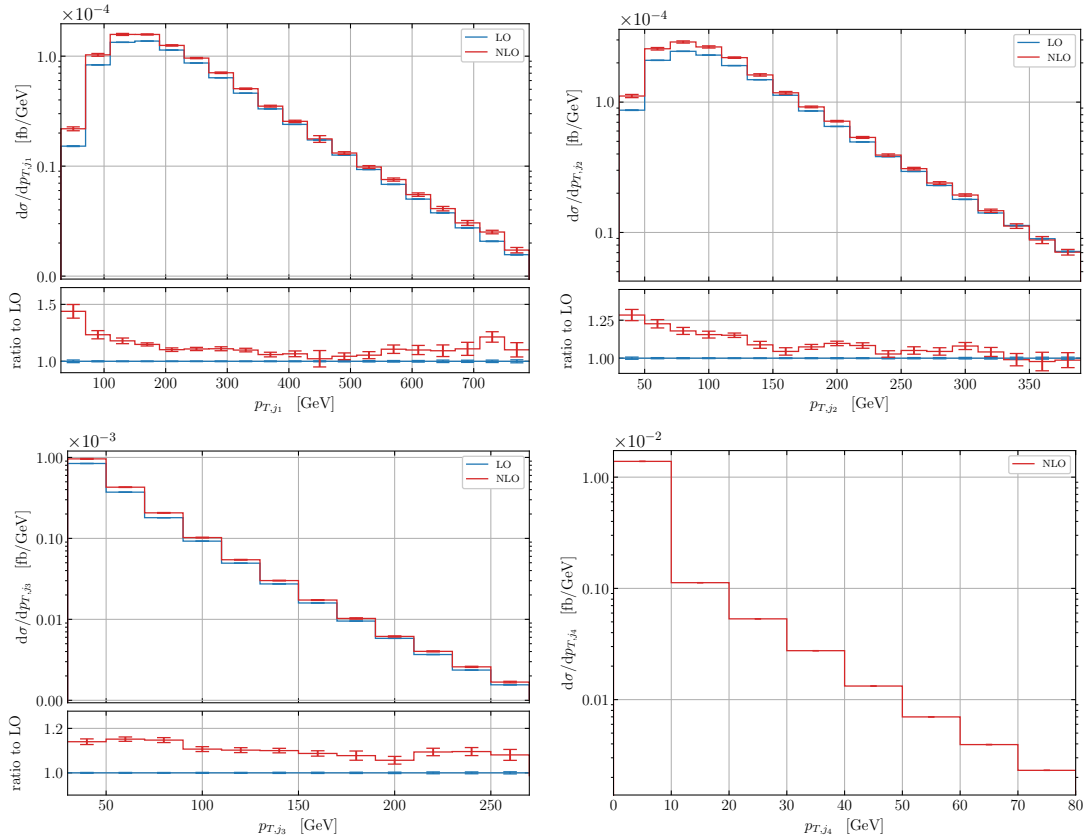 ×10⁻⁴
dσ/dp_{T,j₁} [fb/GeV]
1.0
0.1
0.0
LO
NLO
ratio to LO
1.5
1.0
100 200 300 400 500 600 700
p_{T,j₁} [GeV]
×10⁻⁴
dσ/dp_{T,j₂} [fb/GeV]
1.0
0.1
LO
NLO
ratio to LO
1.25
1.00
50 100 150 200 250 300 350
p_{T,j₂} [GeV]
×10⁻³
dσ/dp_{T,j₃} [fb/GeV]
1.00
0.10
0.01
0.00
LO
NLO
ratio to LO
1.2
1.0
50 100 150 200 250
p_{T,j₃} [GeV]
×10⁻²
dσ/dp_{T,j₄} [fb/GeV]
1.00
0.10
0.01
NLO
0 10 20 30 40 50 60 70 80
p_{T,j₄} [GeV]